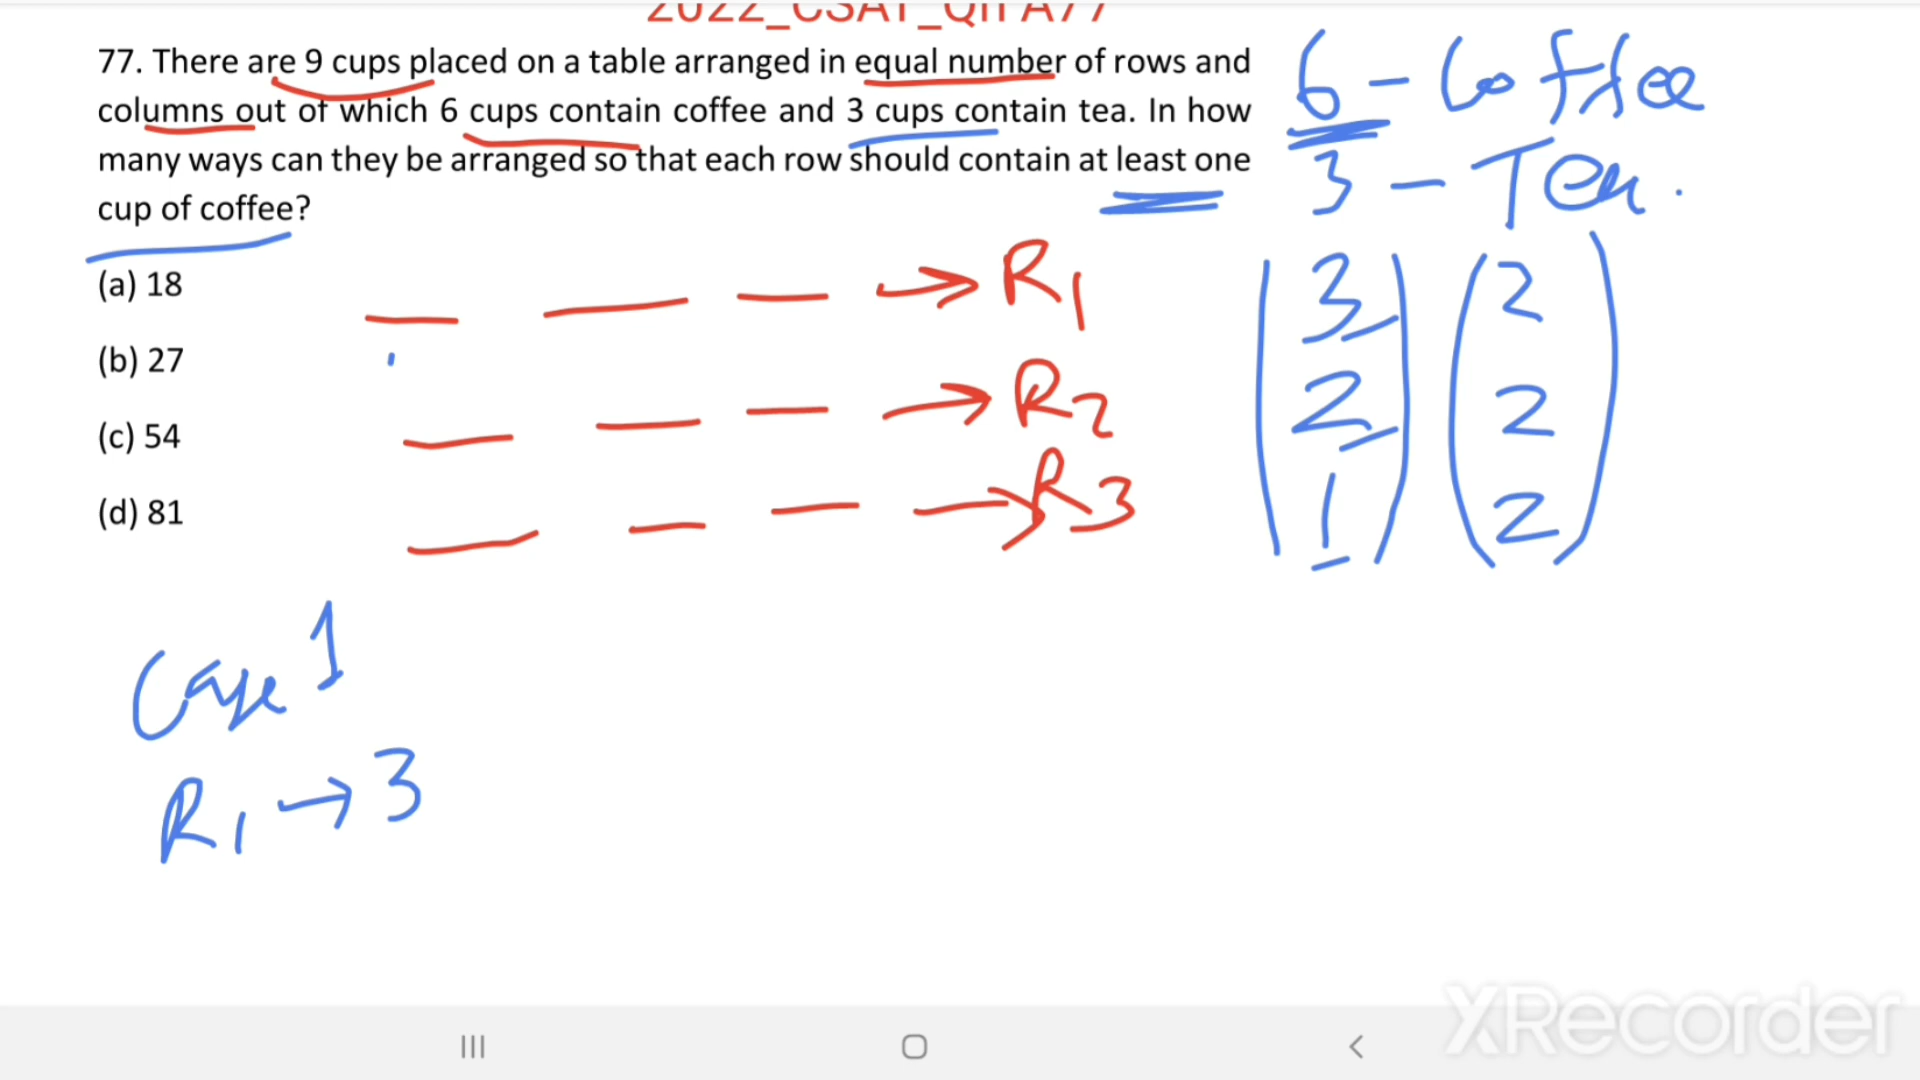 2022_CSAT_QN A77
77. There are 9 cups placed on a table arranged in equal number of rows and
columns out of which 6 cups contain coffee and 3 cups contain tea. In how
many ways can they be arranged so that each row should contain at least one
cup of coffee?
(a) 18
(b) 27
(c) 54
(d) 81
6 - Coffee
3 - Tea.
R1
R2
R3
3 2
2 2
1 2
Case 1
R1 → 3
XRecorder